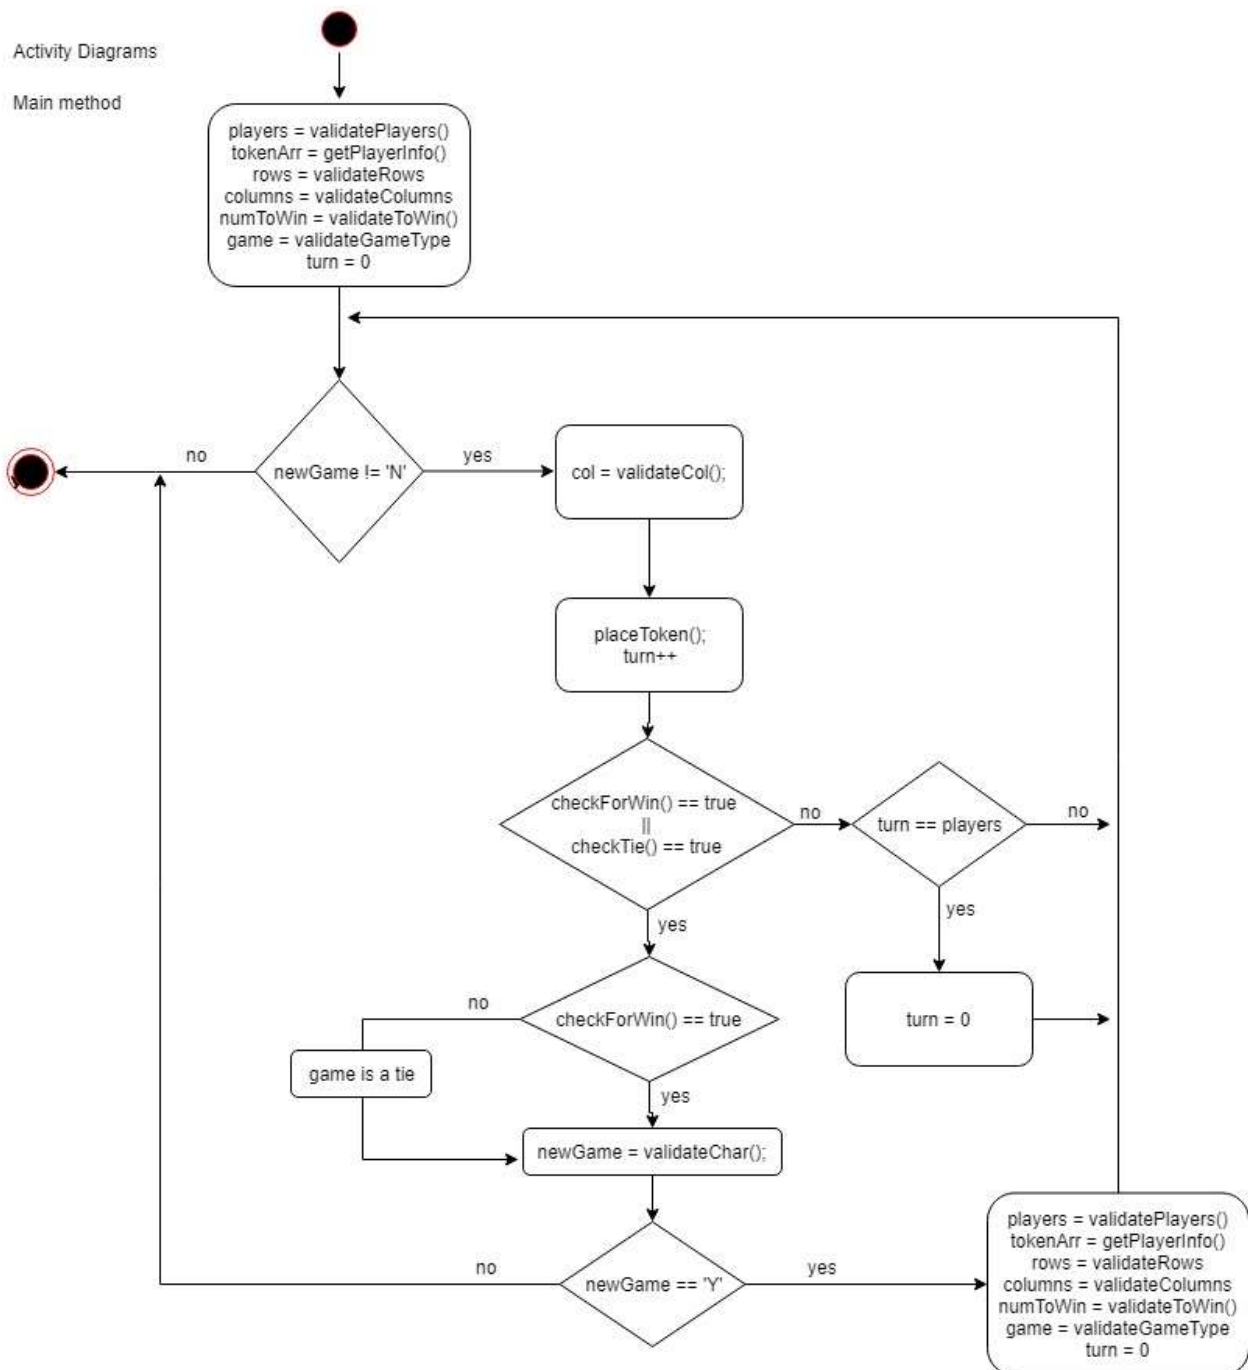 Activity Diagrams
Main method
players = validatePlayers()
tokenArr = getPlayerInfo()
rows = validateRows
columns = validateColumns
numToWin = validateToWin()
game = validateGameType
turn = 0
no
newGame != 'N'
yes
col = validateCol();
placeToken();
turn++
checkForWin() == true
||
checkTie() == true
no
turn == players
no
yes
yes
no
checkForWin() == true
turn = 0
game is a tie
yes
newGame = validateChar();
no
newGame == 'Y'
yes
players = validatePlayers()
tokenArr = getPlayerInfo()
rows = validateRows
columns = validateColumns
numToWin = validateToWin()
game = validateGameType
turn = 0